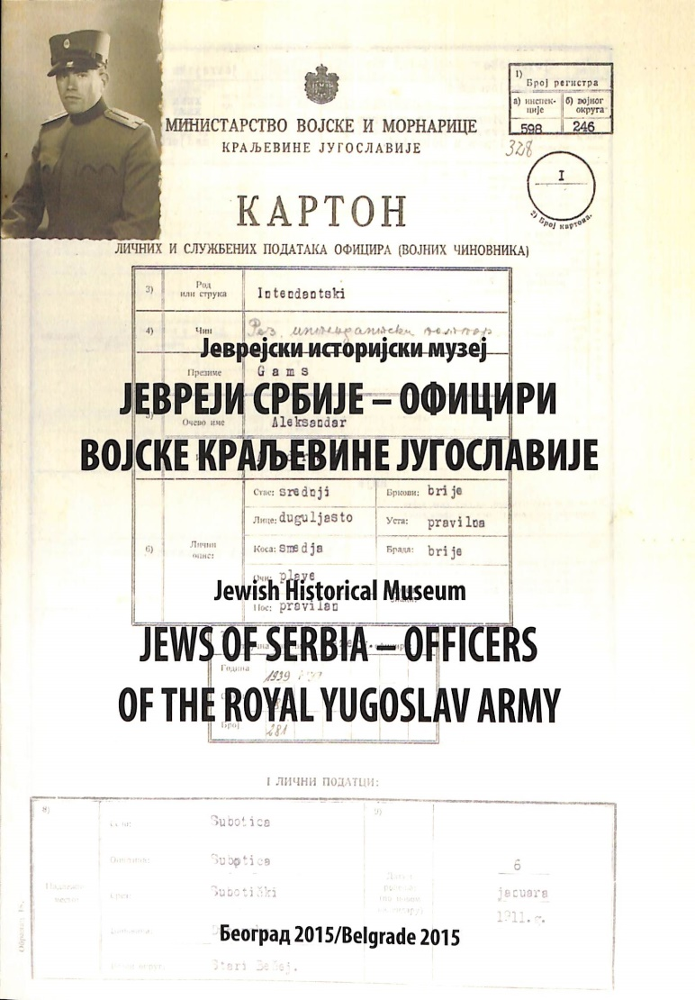 1)
Број регистра
а) инспек-
ције
б) војног
округа
598
246
328
I
2) Број картона.
МИНИСТАРСТВО ВОЈСКЕ И МОРНАРИЦЕ
КРАЉЕВИНЕ ЈУГОСЛАВИЈЕ
КАРТОН
ЛИЧНИХ И СЛУЖБЕНИХ ПОДАТАКА ОФИЦИРА (ВОЈНИХ ЧИНОВНИКА)
3)
Род
или струка
Intendantski
4)
Чин
Рез.
Јеврејски историјски музеј
Презиме
Gams
ЈЕВРЕЈИ СРБИЈЕ – ОФИЦИРИ
Очево име
Aleksandar
ВОЈСКЕ КРАЉЕВИНЕ ЈУГОСЛАВИЈЕ
6)
Лични
опис:
Стас: srednji
Бркови: brije
Лице: duguljasto
Уста: pravilna
Коса: smedja
Брада: brije
Очи: plave
Jewish Historical Museum
Нос: pravilan
JEWS OF SERBIA – OFFICERS
Година
1939
OF THE ROYAL YUGOSLAV ARMY
Број
281
I ЛИЧНИ ПОДАТЦИ:
8)
Subotica
9)
Subotica
6
Subotički
januara
1911.g.
Београд 2015/Belgrade 2015
Stari Bečej.